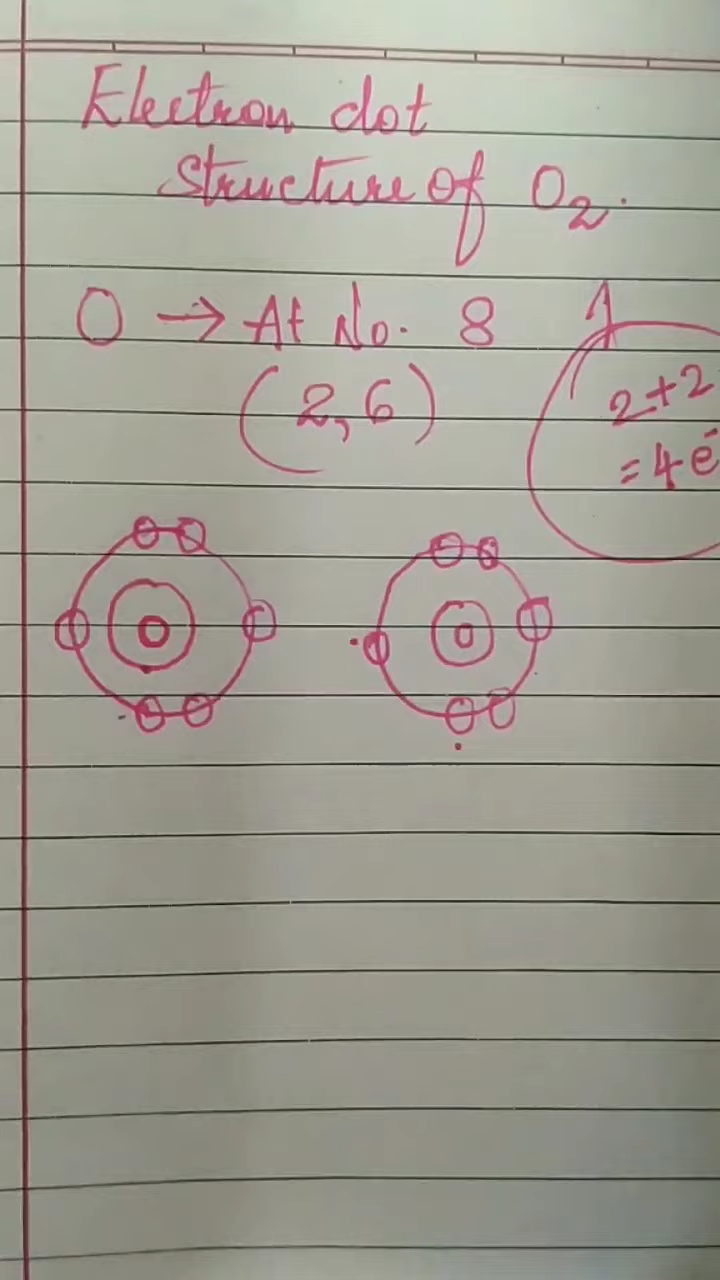 Electron dot
structure of O₂.
O → At No. 8
(2,6)
2+2
=4e⁻
O
O